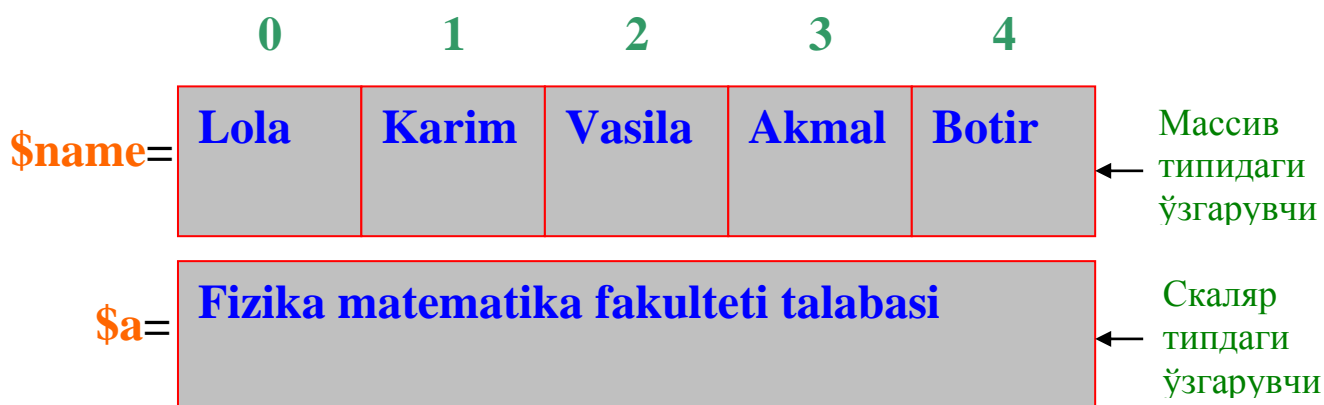 0 1 2 3 4
$name= Lola Karim Vasila Akmal Botir
Массив
типидаги
ўзгарувчи
$a= Fizika matematika fakulteti talabasi
Скаляр
типдаги
ўзгарувчи